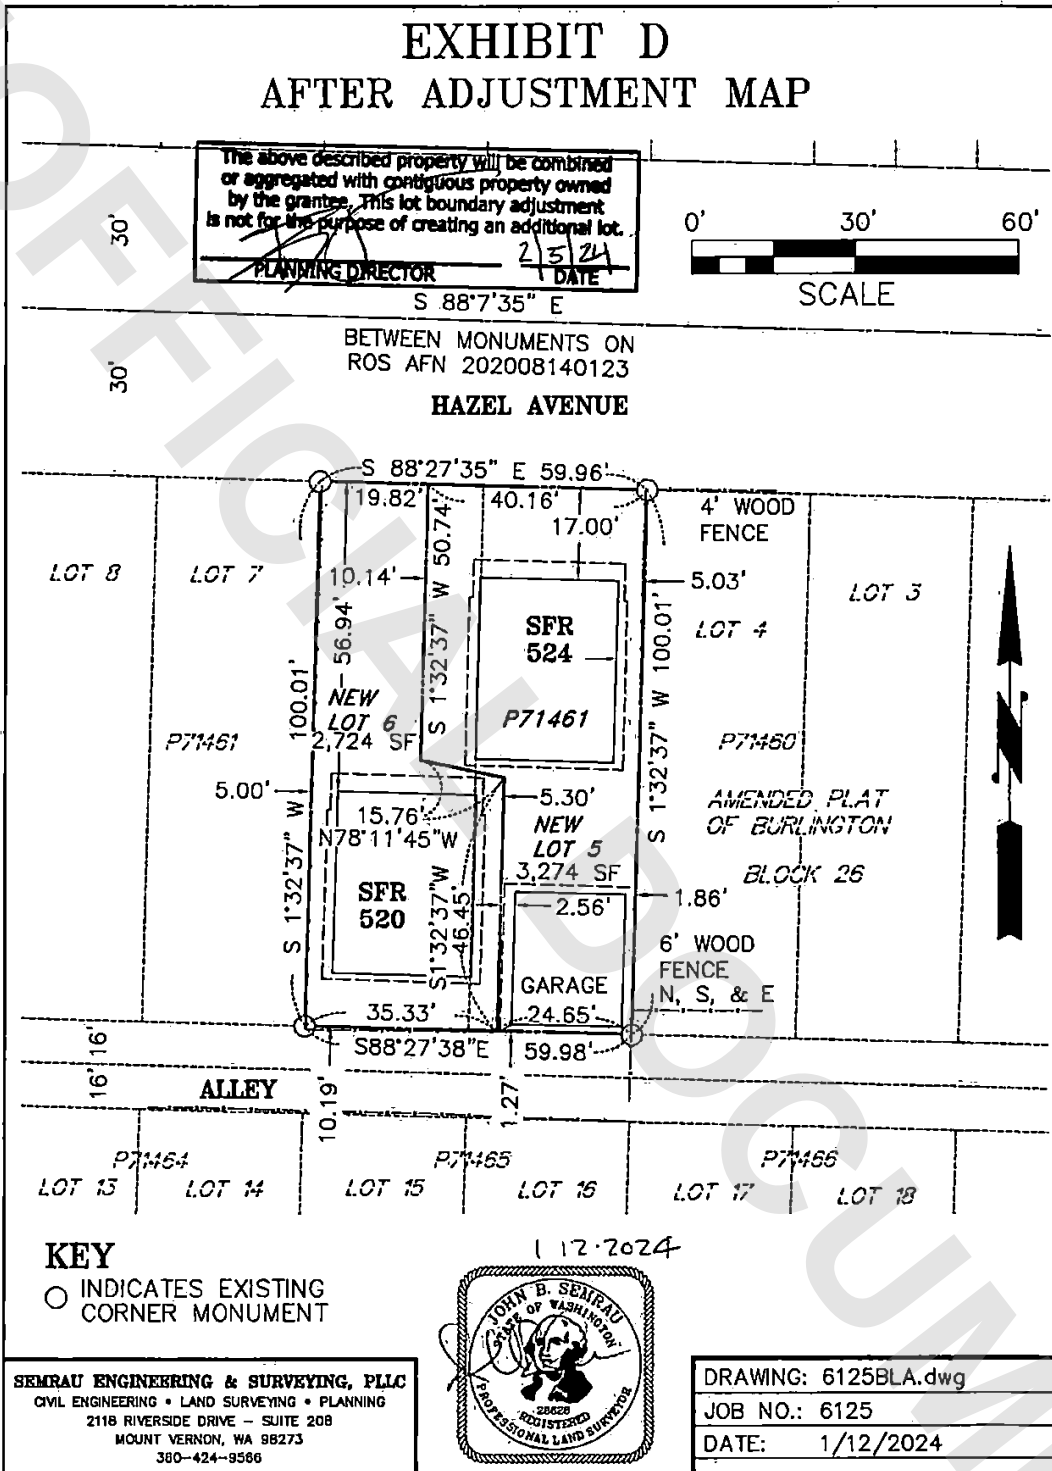 EXHIBIT D
AFTER ADJUSTMENT MAP
The above described property will be combined
or aggregated with contiguous property owned
by the grantee. This lot boundary adjustment
is not for the purpose of creating an additional lot.
2/5/24
PLANNING DIRECTOR DATE
0' 30' 60'
SCALE
30'
S 88°7'35" E
BETWEEN MONUMENTS ON
ROS AFN 202008140123
30'
HAZEL AVENUE
S 88°27'35" E 59.96'
19.82' 40.16'
17.00'
4' WOOD
FENCE
LOT 8 LOT 7
10.14'
S 1°32'37" W 50.74'
5.03'
LOT 3
SFR
524
LOT 4
56.94'
100.01'
S 1°32'37" W
S 1°32'37" W 100.01'
NEW
LOT 6
2,724 SF
P71461
P71461
P71460
5.00'
15.76'
N78°11'45"W
5.30'
NEW
LOT 5
3,274 SF
AMENDED PLAT
OF BURLINGTON
BLOCK 26
SFR
520
S1°32'37"W
46.45'
2.56'
1.86'
6' WOOD
FENCE
N, S, & E
GARAGE
35.33' 24.65'
S88°27'38"E 59.98'
16'
16'
ALLEY
10.19'
1.27'
P71464 P71465 P71466
LOT 13 LOT 14 LOT 15 LOT 16 LOT 17 LOT 18
KEY
INDICATES EXISTING
CORNER MONUMENT
1 12·2024
JOHN B. SEMRAU
STATE OF WASHINGTON
28626
REGISTERED
PROFESSIONAL LAND SURVEYOR
SEMRAU ENGINEERING & SURVEYING, PLLC
CIVIL ENGINEERING • LAND SURVEYING • PLANNING
2118 RIVERSIDE DRIVE - SUITE 208
MOUNT VERNON, WA 98273
360-424-9566
DRAWING: 6125BLA.dwg
JOB NO.: 6125
DATE: 1/12/2024